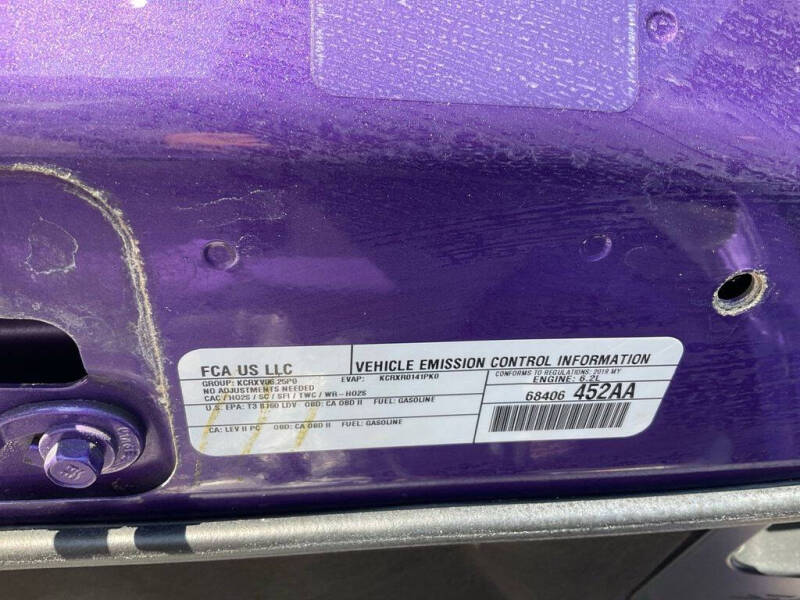 FCA US LLC
VEHICLE EMISSION CONTROL INFORMATION
GROUP: KCRXV06.25P0 EVAP: KCRXR0141PK0
CONFORMS TO REGULATIONS: 2019 MY
NO ADJUSTMENTS NEEDED
ENGINE: 6.2L
CAC / HO2S / SC / SFI / TWC / WR-HO2S
68406 452AA
U.S. EPA: T3 B160 LDV OBD: CA OBD II FUEL: GASOLINE
CA: LEV II PC OBD: CA OBD II FUEL: GASOLINE